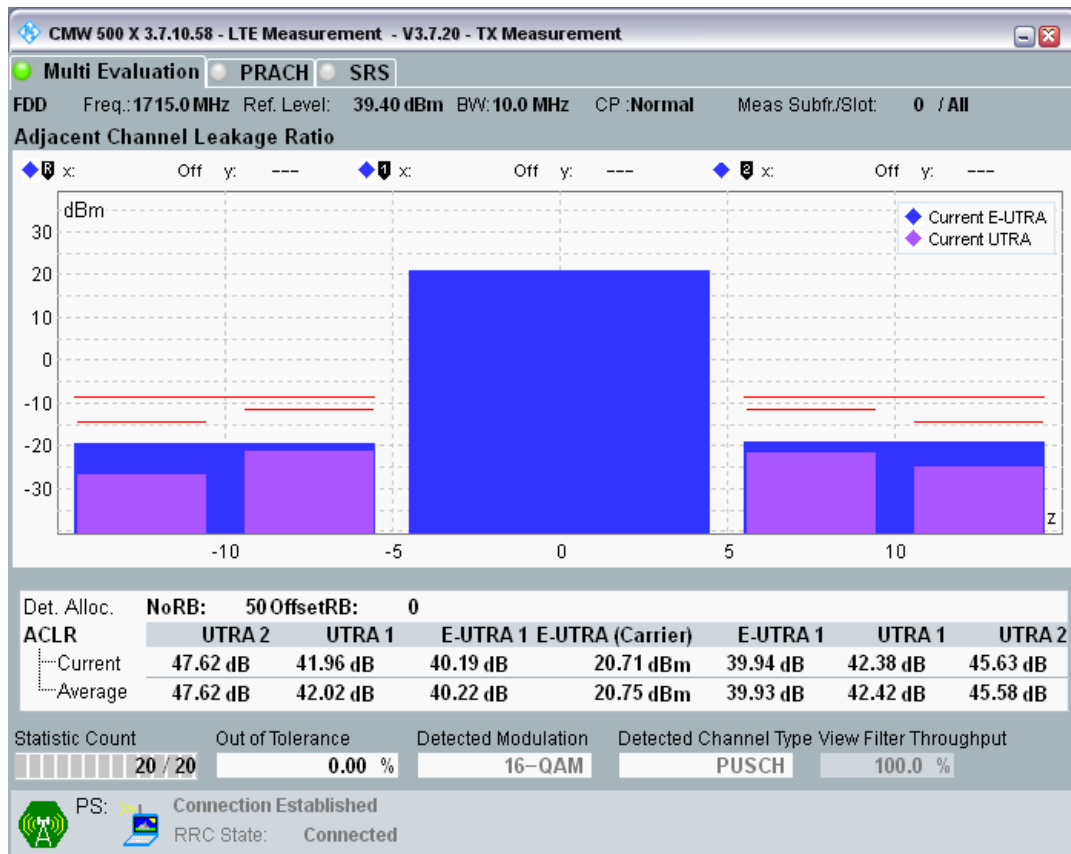 CMW 500 X 3.7.10.58 - LTE Measurement - V3.7.20 - TX Measurement
Multi Evaluation PRACH SRS
FDD Freq.:1715.0 MHz Ref. Level: 39.40 dBm BW:10.0 MHz CP :Normal Meas Subfr./Slot: 0 / All
Adjacent Channel Leakage Ratio
R x: Off y: --- 1 x: Off y: --- 2 x: Off y: ---
dBm
Current E-UTRA
Current UTRA
30
20
10
0
-10
-20
-30
z
-10 -5 0 5 10
Det. Alloc. NoRB: 50 OffsetRB: 0
ACLR UTRA 2 UTRA 1 E-UTRA 1 E-UTRA (Carrier) E-UTRA 1 UTRA 1 UTRA 2
Current 47.62 dB 41.96 dB 40.19 dB 20.71 dBm 39.94 dB 42.38 dB 45.63 dB
Average 47.62 dB 42.02 dB 40.22 dB 20.75 dBm 39.93 dB 42.42 dB 45.58 dB
Statistic Count Out of Tolerance Detected Modulation Detected Channel Type View Filter Throughput
20 / 20 0.00 % 16-QAM PUSCH 100.0 %
PS: Connection Established
RRC State: Connected